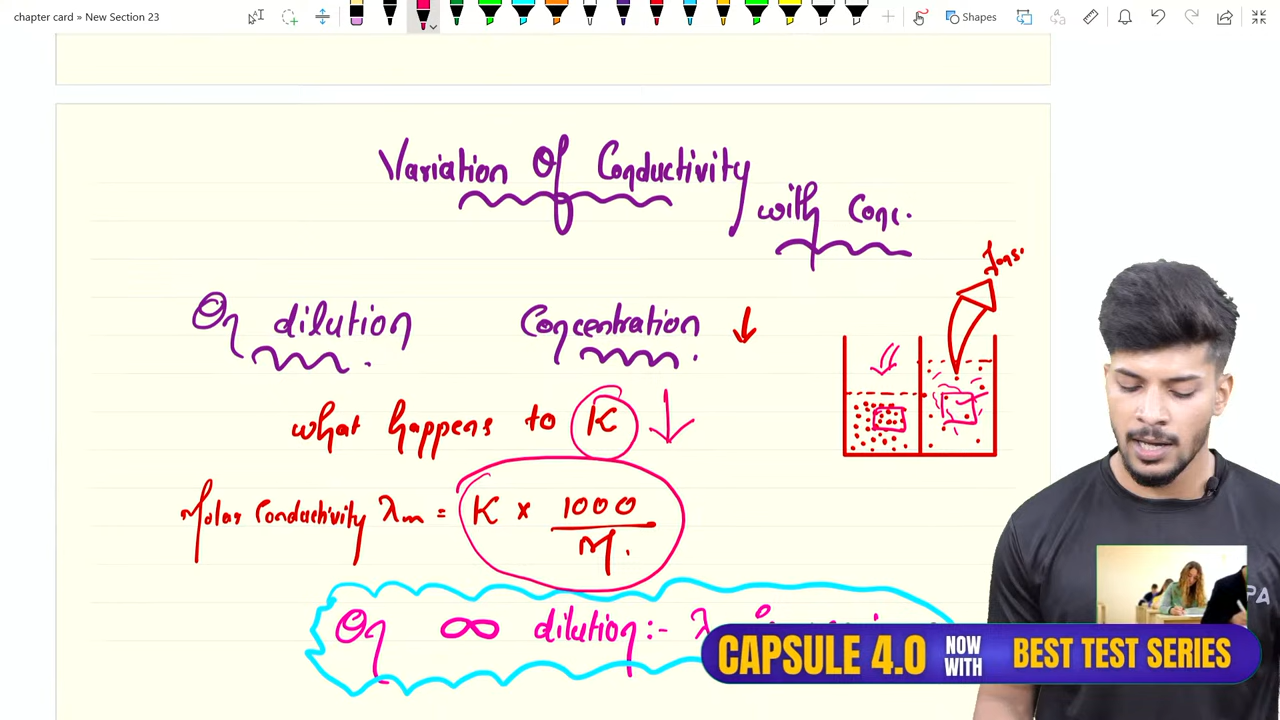 chapter card » New Section 23
Shapes
Variation Of Conductivity
with Conc.
Ions.
On dilution. Concentration. ↓
what happens to K ↓
Molar Conductivity λm = K × 1000/M.
On ∞ dilution:- λ
CAPSULE 4.0 NOW WITH BEST TEST SERIES
PA